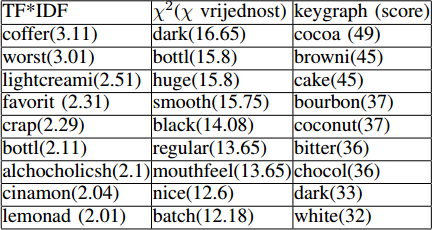 TF*IDF χ²(χ vrijednost) keygraph (score)
coffer(3.11) dark(16.65) cocoa (49)
worst(3.01) bottl(15.8) browni(45)
lightcreami(2.51) huge(15.8) cake(45)
favorit (2.31) smooth(15.75) bourbon(37)
crap(2.29) black(14.08) coconut(37)
bottl(2.11) regular(13.65) bitter(36)
alchocholicsh(2.1) mouthfeel(13.65) chocol(36)
cinamon(2.04) nice(12.6) dark(33)
lemonad (2.01) batch(12.18) white(32)